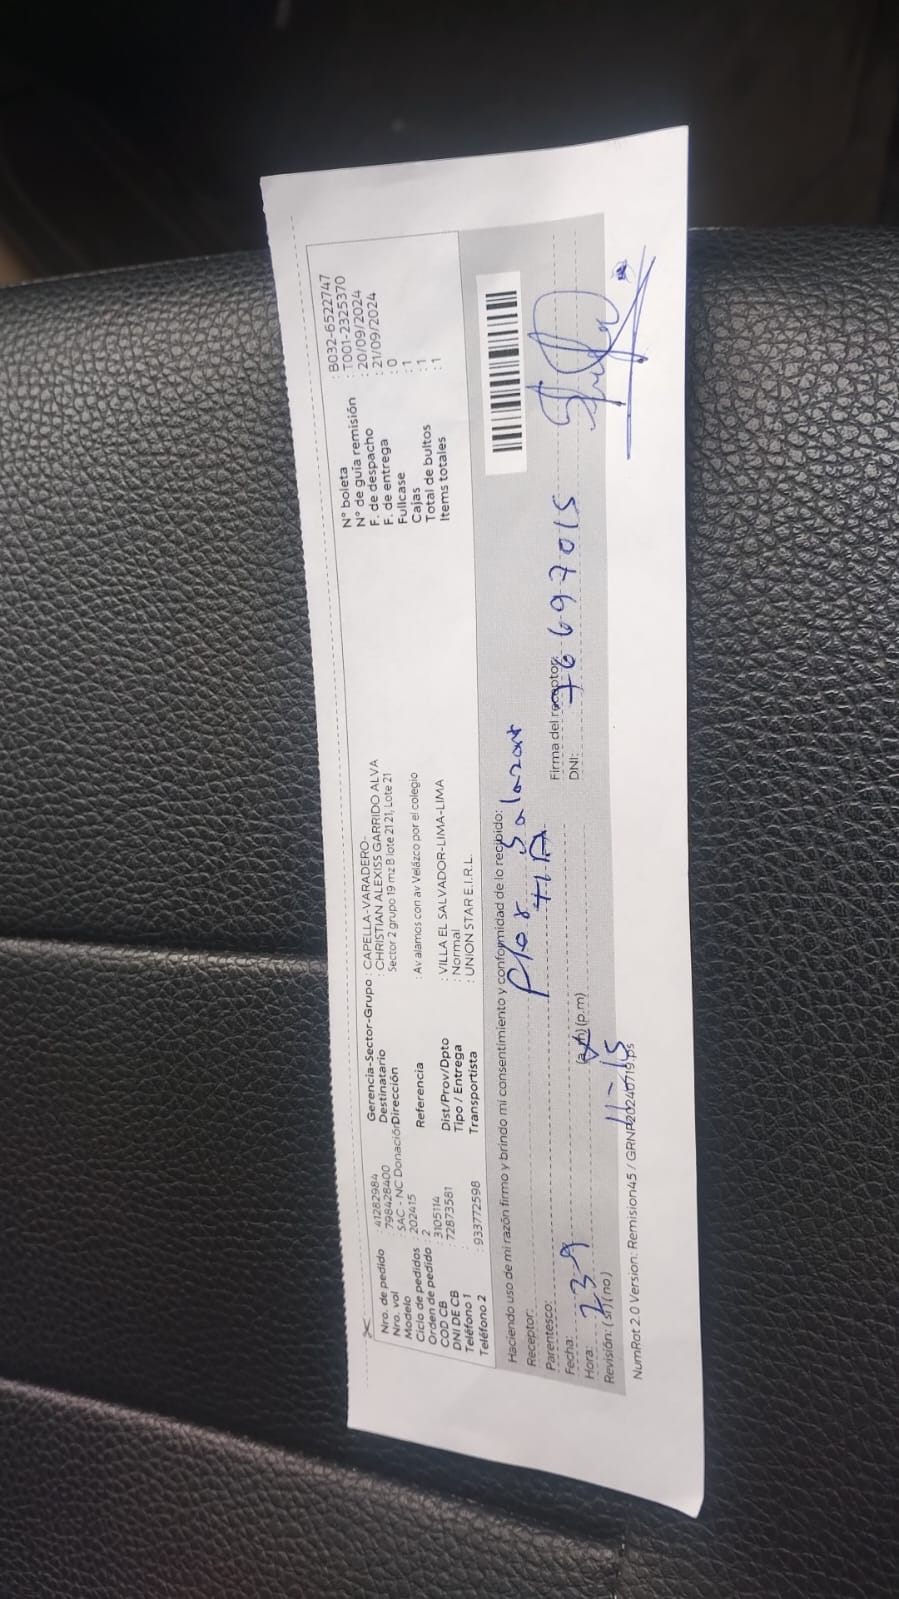 Nro. de pedido : 41282984
Nro. vol : 798428400
Modelo : SAC - NC Donación
Ciclo de pedidos : 202415
Orden de pedido : 2
COD CB : 3105114
DNI DE CB : 72873581
Teléfono 1 :
Teléfono 2 : 933772598
Gerencia-Sector-Grupo : CAPELLA-VARADERO-
Destinatario : CHRISTIAN ALEXISS GARRIDO ALVA
Dirección Sector 2 grupo 19 mz B lote 21 21, Lote 21
Referencia : Av alamos con av Velázco por el colegio
Dist/Prov/Dpto : VILLA EL SALVADOR-LIMA-LIMA
Tipo / Entrega : Normal
Transportista : UNION STAR E.I.R.L.
N° boleta : B032-6522747
N° de guía remisión : T001-2325370
F. de despacho : 20/09/2024
F. de entrega : 21/09/2024
Fullcase : 0
Cajas : 1
Total de bultos : 1
Items totales : 1
Haciendo uso de mi razón firmo y brindo mi consentimiento y conformidad de lo recibido:
Receptor: Salazar
Parentesco: TIA
Fecha: 23-9
Hora: 11-15 (a.m) (p.m)
Revisión: (si) (no)
Firma del receptor:
DNI: 76697015
NumRot 2.0 Version: Remision45 / GRNP20240719.ps